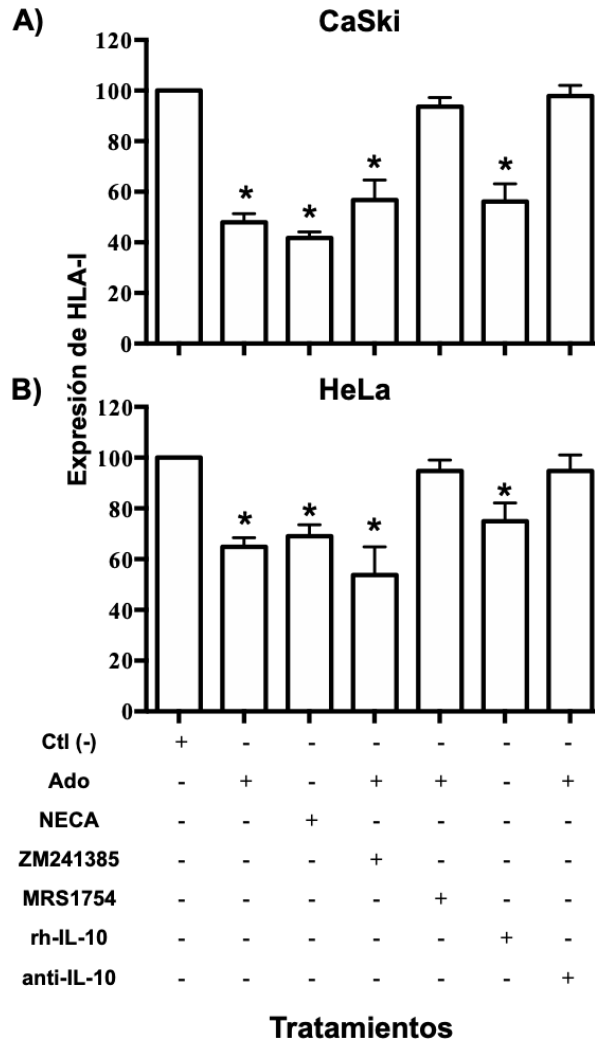 A) CaSki
120
100
80
60
40
20
0
* * * *
Expresión de HLA-I
B) HeLa
120
100
80
60
40
20
0
* * * *
Ctl (-) + - - - - - -
Ado - + - + + - +
NECA - - + - - - -
ZM241385 - - - + - - -
MRS1754 - - - - + - -
rh-IL-10 - - - - - + -
anti-IL-10 - - - - - - +
Tratamientos